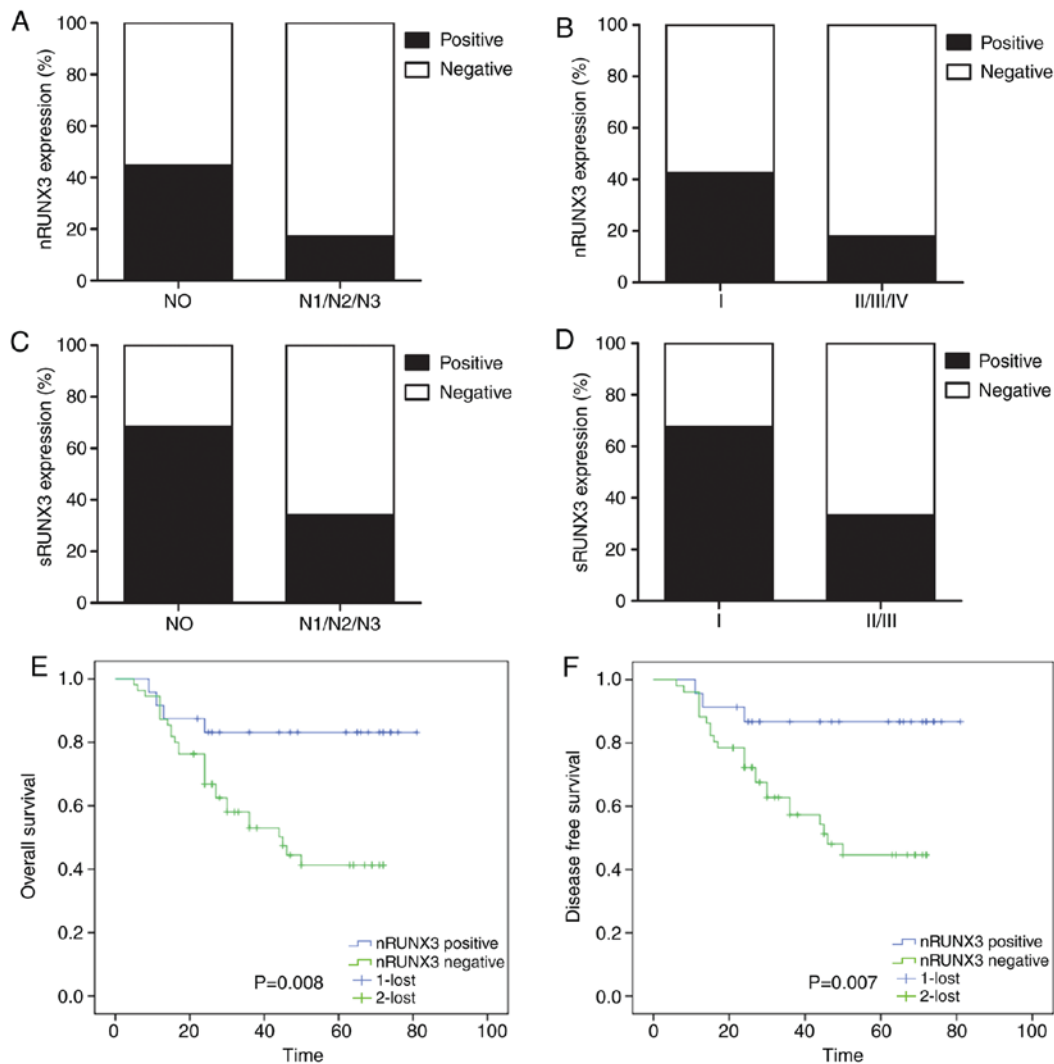 A
nRUNX3 expression (%)
100
80
60
40
20
0
NO
N1/N2/N3
Positive
Negative
B
nRUNX3 expression (%)
100
80
60
40
20
0
I
II/III/IV
Positive
Negative
C
sRUNX3 expression (%)
100
80
60
40
20
0
NO
N1/N2/N3
Positive
Negative
D
sRUNX3 expression (%)
100
80
60
40
20
0
I
II/III
Positive
Negative
E
Overall survival
1.0
0.8
0.6
0.4
0.2
0.0
0
20
40
60
80
100
Time
P=0.008
nRUNX3 positive
nRUNX3 negative
1-lost
2-lost
F
Disease free survival
1.0
0.8
0.6
0.4
0.2
0.0
0
20
40
60
80
100
Time
P=0.007
nRUNX3 positive
nRUNX3 negative
1-lost
2-lost